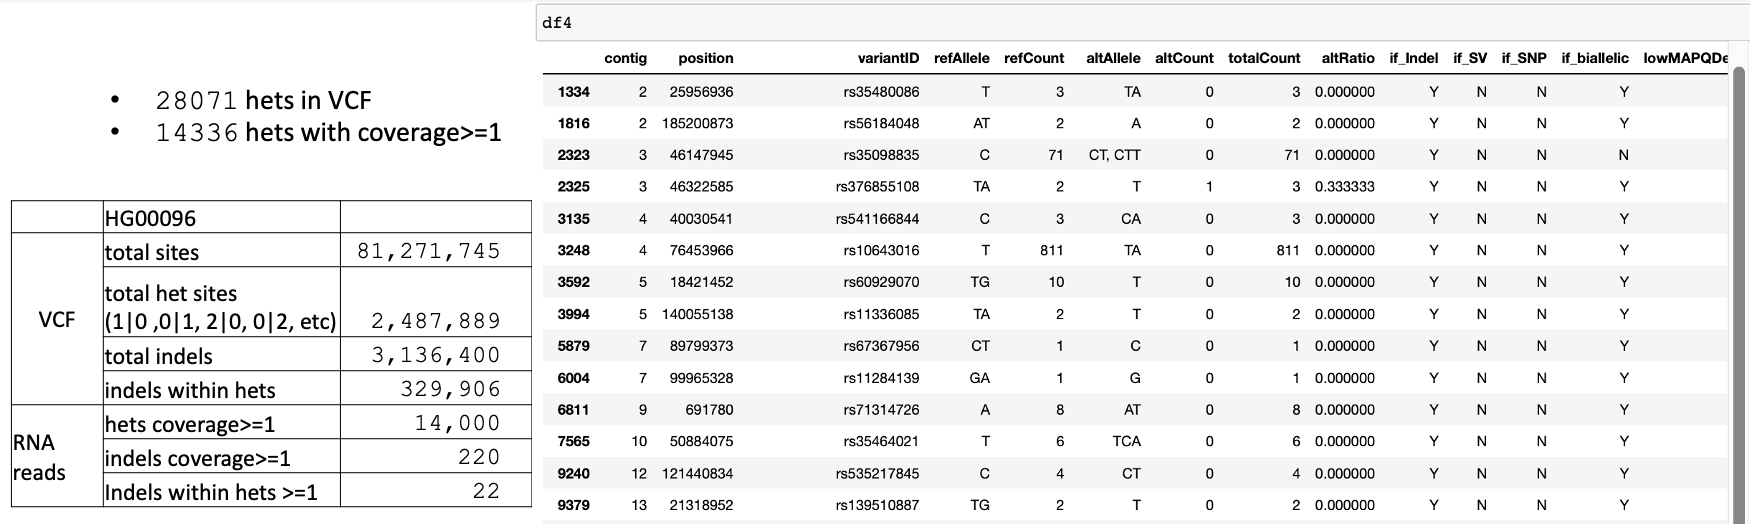 • 28071 hets in VCF
• 14336 hets with coverage>=1
HG00096
VCF
total sites 81,271,745
total het sites
(1|0 ,0|1, 2|0, 0|2, etc) 2,487,889
total indels 3,136,400
indels within hets 329,906
RNA
reads
hets coverage>=1 14,000
indels coverage>=1 220
Indels within hets >=1 22
df4
contig position variantID refAllele refCount altAllele altCount totalCount altRatio if_Indel if_SV if_SNP if_biallelic lowMAPQDe
1334 2 25956936 rs35480086 T 3 TA 0 3 0.000000 Y N N Y
1816 2 185200873 rs56184048 AT 2 A 0 2 0.000000 Y N N Y
2323 3 46147945 rs35098835 C 71 CT, CTT 0 71 0.000000 Y N N N
2325 3 46322585 rs376855108 TA 2 T 1 3 0.333333 Y N N Y
3135 4 40030541 rs541166844 C 3 CA 0 3 0.000000 Y N N Y
3248 4 76453966 rs10643016 T 811 TA 0 811 0.000000 Y N N Y
3592 5 18421452 rs60929070 TG 10 T 0 10 0.000000 Y N N Y
3994 5 140055138 rs11336085 TA 2 T 0 2 0.000000 Y N N Y
5879 7 89799373 rs67367956 CT 1 C 0 1 0.000000 Y N N Y
6004 7 99965328 rs11284139 GA 1 G 0 1 0.000000 Y N N Y
6811 9 691780 rs71314726 A 8 AT 0 8 0.000000 Y N N Y
7565 10 50884075 rs35464021 T 6 TCA 0 6 0.000000 Y N N Y
9240 12 121440834 rs535217845 C 4 CT 0 4 0.000000 Y N N Y
9379 13 21318952 rs139510887 TG 2 T 0 2 0.000000 Y N N Y